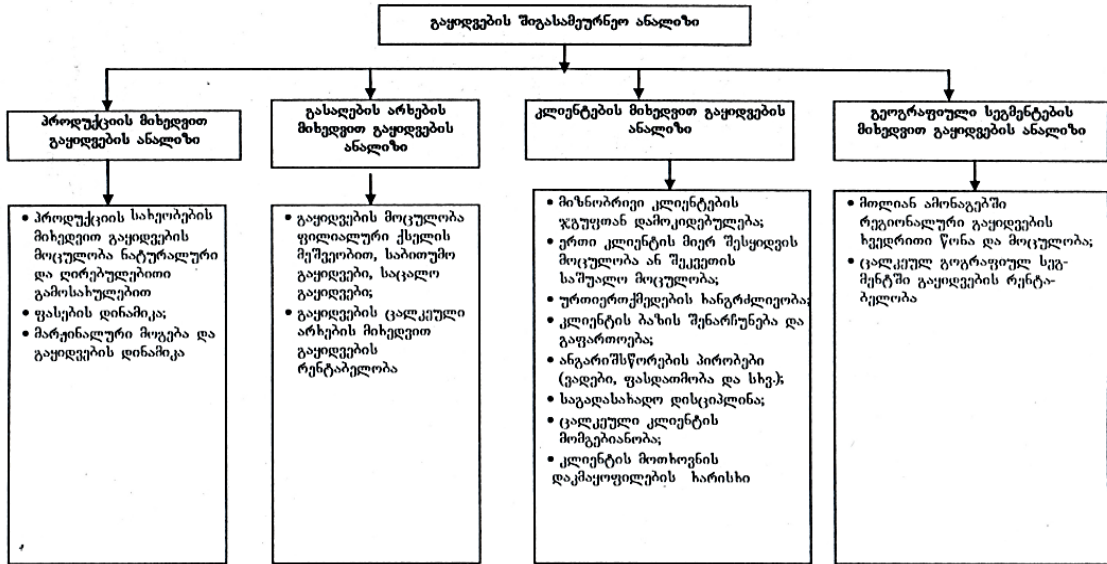 გაყიდვების შიგასამეურნეო ანალიზი
პროდუქციის მიხედვით
გაყიდვების ანალიზი
გასაღების არხების
მიხედვით გაყიდვების
ანალიზი
კლიენტების მიხედვით გაყიდვების
ანალიზი
გეოგრაფიული სეგმენტების
მიხედვით გაყიდვების ანალიზი
• პროდუქციის სახეობების
მიხედვით გაყიდვების
მოცულობა ნატურალური
და ღირებულებითი
გამოსახულებით
• ფასების დინამიკა;
• მარჟინალური მოგება და
გაყიდვების დინამიკა
• გაყიდვების მოცულობა
ფილიალური ქსელის
მეშვეობით, საბითუმო
გაყიდვები, საცალო
გაყიდვები;
• გაყიდვების ცალკეული
არხების მიხედვით
გაყიდვების
რენტაბელობა
• მიზნობრივი კლიენტების
ჯგუფთან დამოკიდებულება;
• ერთი კლიენტის მიერ შესყიდვის
მოცულობა ან შეკვეთის
საშუალო მოცულობა;
• ურთიერთქმედების ხანგრძლივობა;
• კლიენტის ბაზის შენარჩუნება და
გაფართოება;
• ანგარიშსწორების პირობები
(ვადები, ფასდათმობა და სხვ.);
• საგადასახადო დისციპლინა;
• ცალკეული კლიენტის
მომგებიანობა;
• კლიენტის მოთხოვნის
დაკმაყოფილების ხარისხი
• მთლიან ამონაგებში
რეგიონალური გაყიდვების
ხვედრითი წონა და მოცულობა;
• ცალკეულ გოგრაფიულ სეგ-
მენტში გაყიდვების რენტა-
ბელობა